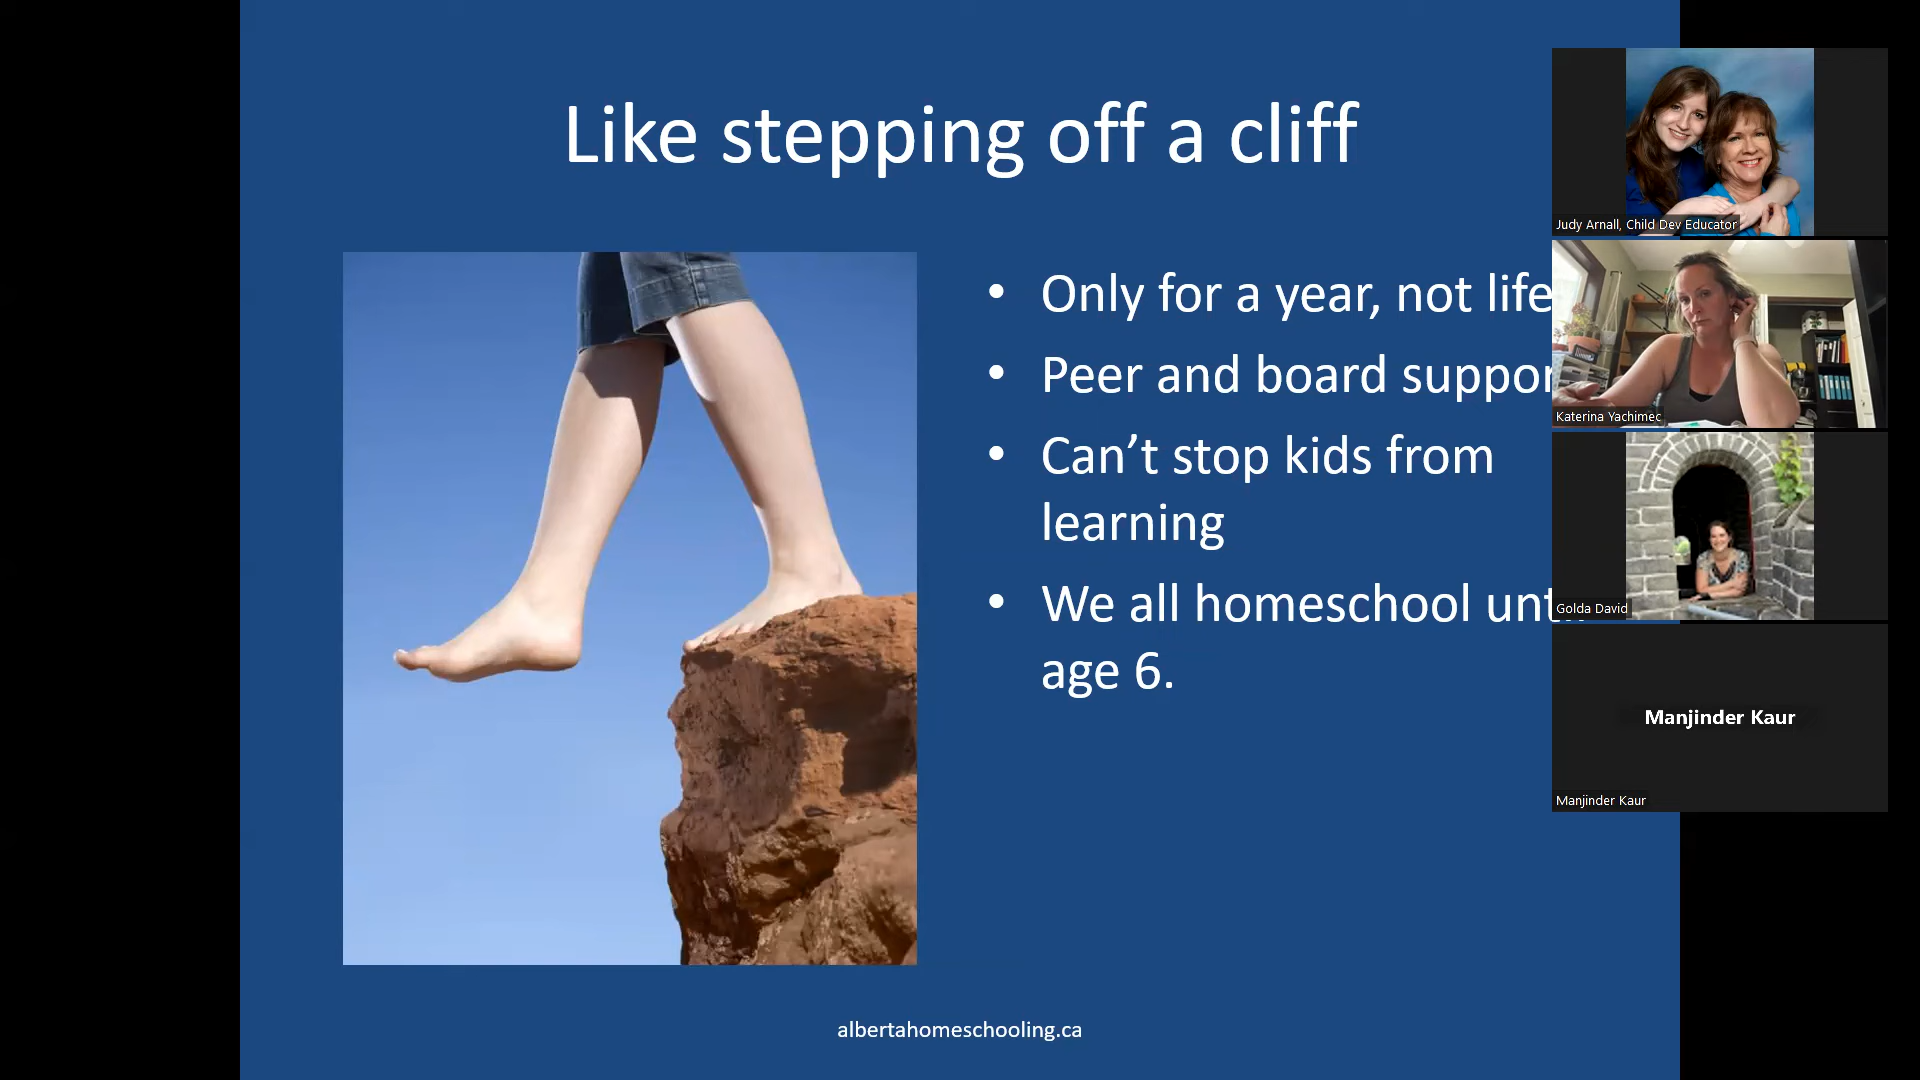 Like stepping off a cliff
• Only for a year, not life
• Peer and board suppor
• Can’t stop kids from
learning
• We all homeschool unt
age 6.
albertahomeschooling.ca
Judy Arnall, Child Dev Educator
Katerina Yachimec
Golda David
Manjinder Kaur
Manjinder Kaur